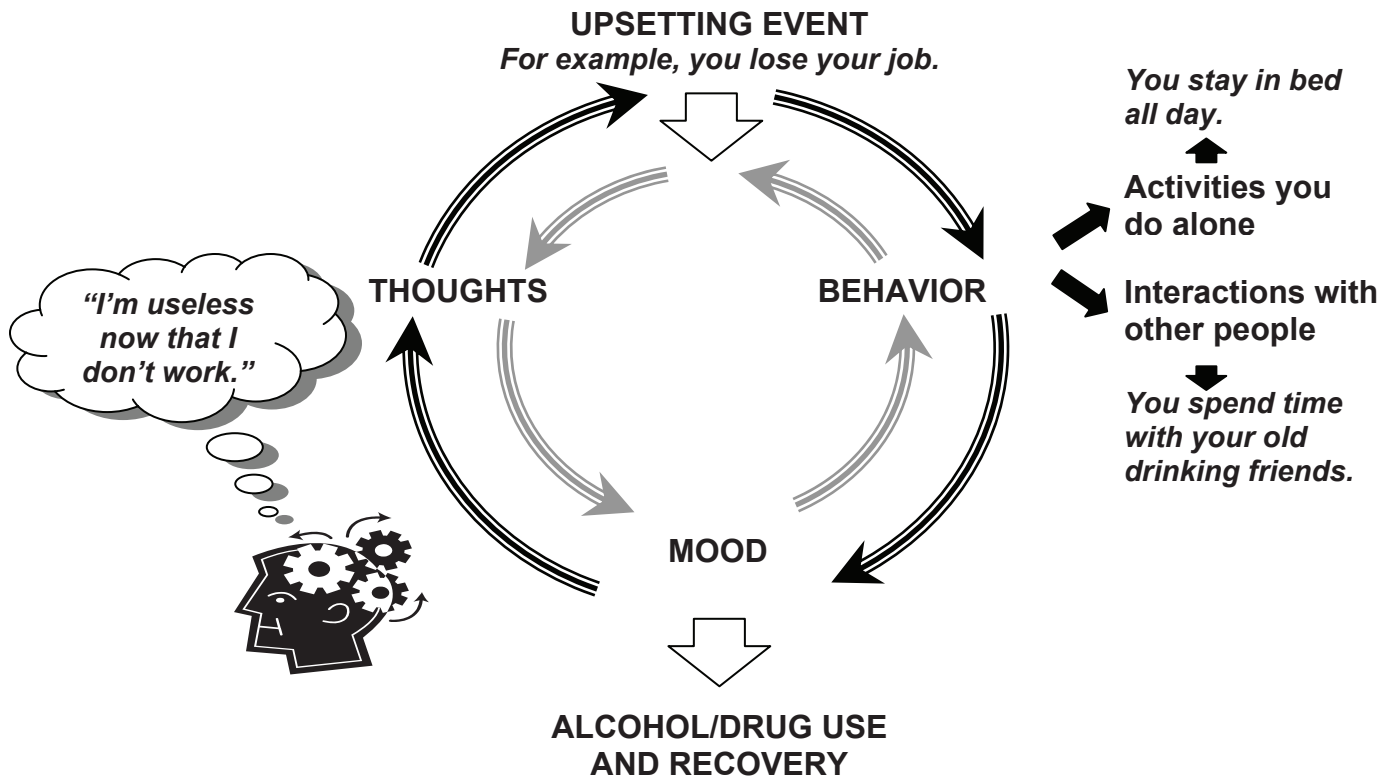 UPSETTING EVENT
For example, you lose your job.
You stay in bed
all day.
Activities you
do alone
THOUGHTS
BEHAVIOR
Interactions with
other people
“I’m useless
now that I
don’t work.”
You spend time
with your old
drinking friends.
MOOD
ALCOHOL/DRUG USE
AND RECOVERY